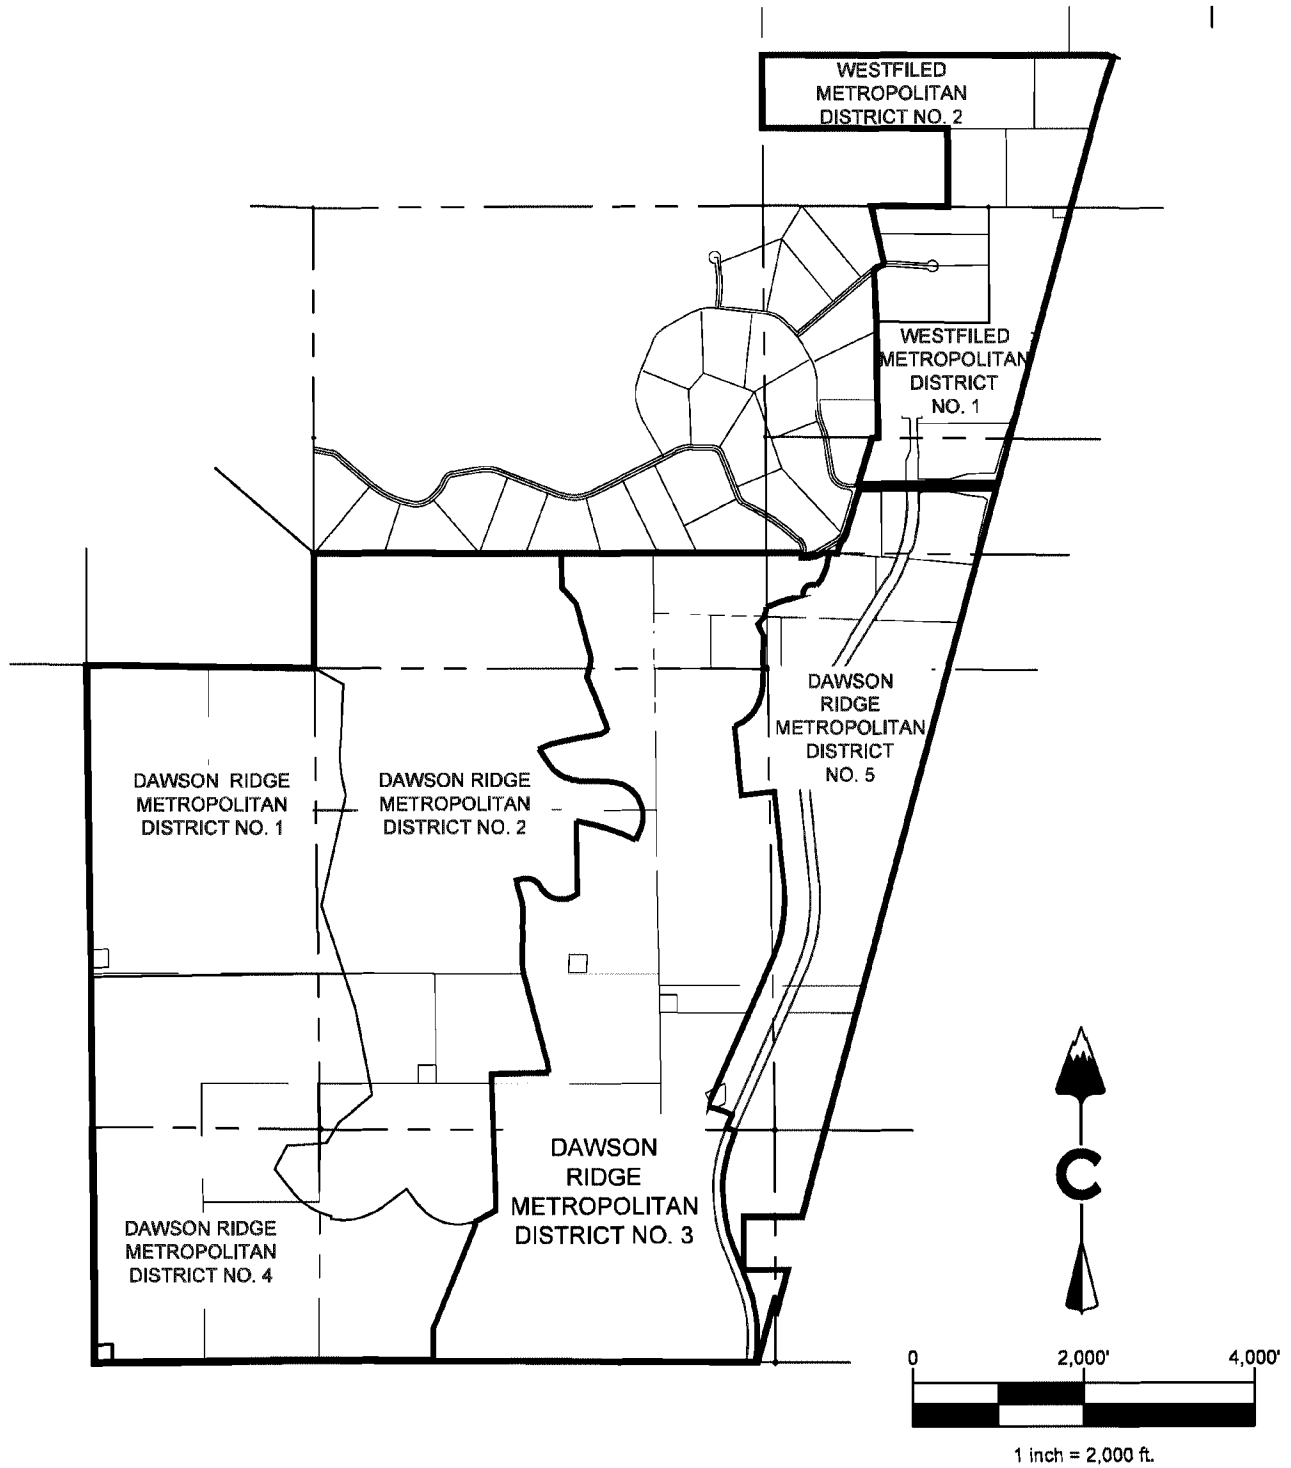 WESTFILED
METROPOLITAN
DISTRICT NO. 2
WESTFILED
METROPOLITAN
DISTRICT
NO. 1
DAWSON
RIDGE
METROPOLITAN
DISTRICT
NO. 5
DAWSON RIDGE
METROPOLITAN
DISTRICT NO. 1
DAWSON RIDGE
METROPOLITAN
DISTRICT NO. 2
DAWSON
RIDGE
METROPOLITAN
DISTRICT NO. 3
DAWSON RIDGE
METROPOLITAN
DISTRICT NO. 4
C
0 2,000' 4,000'
1 inch = 2,000 ft.